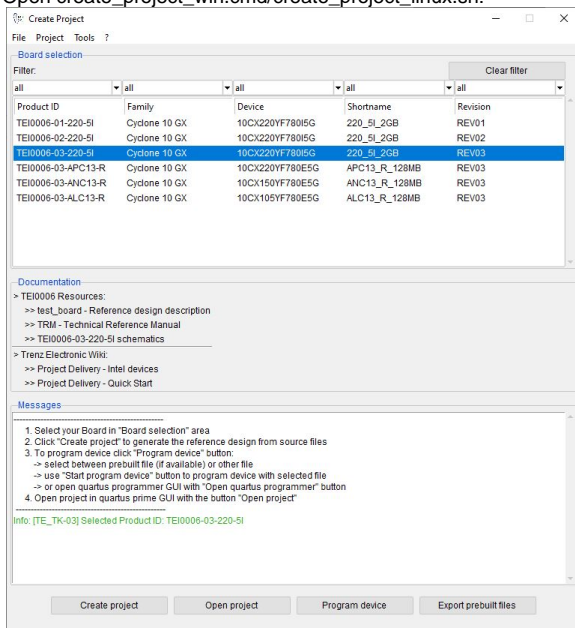 Open create_project_win.cmd/create_project_linux.sh:
Create Project
File Project Tools ?
Board selection
Filter:
Clear filter
all all all all all
Product ID Family Device Shortname Revision
TEI0006-01-220-5I Cyclone 10 GX 10CX220YF780I5G 220_5I_2GB REV01
TEI0006-02-220-5I Cyclone 10 GX 10CX220YF780I5G 220_5I_2GB REV02
TEI0006-03-220-5I Cyclone 10 GX 10CX220YF780I5G 220_5I_2GB REV03
TEI0006-03-APC13-R Cyclone 10 GX 10CX220YF780E5G APC13_R_128MB REV03
TEI0006-03-ANC13-R Cyclone 10 GX 10CX150YF780E5G ANC13_R_128MB REV03
TEI0006-03-ALC13-R Cyclone 10 GX 10CX105YF780E5G ALC13_R_128MB REV03
Documentation
> TEI0006 Resources:
>> test_board - Reference design description
>> TRM - Technical Reference Manual
>> TEI0006-03-220-5I schematics
> Trenz Electronic Wiki:
>> Project Delivery - Intel devices
>> Project Delivery - Quick Start
Messages
1. Select your Board in "Board selection" area
2. Click "Create project" to generate the reference design from source files
3. To program device click "Program device" button:
-> select between prebuilt file (if available) or other file
-> use "Start program device" button to program device with selected file
-> or open quartus programmer GUI with "Open quartus programmer" button
4. Open project in quartus prime GUI with the button "Open project"
Info: [TE_TK-03] Selected Product ID: TEI0006-03-220-5I
Create project Open project Program device Export prebuilt files